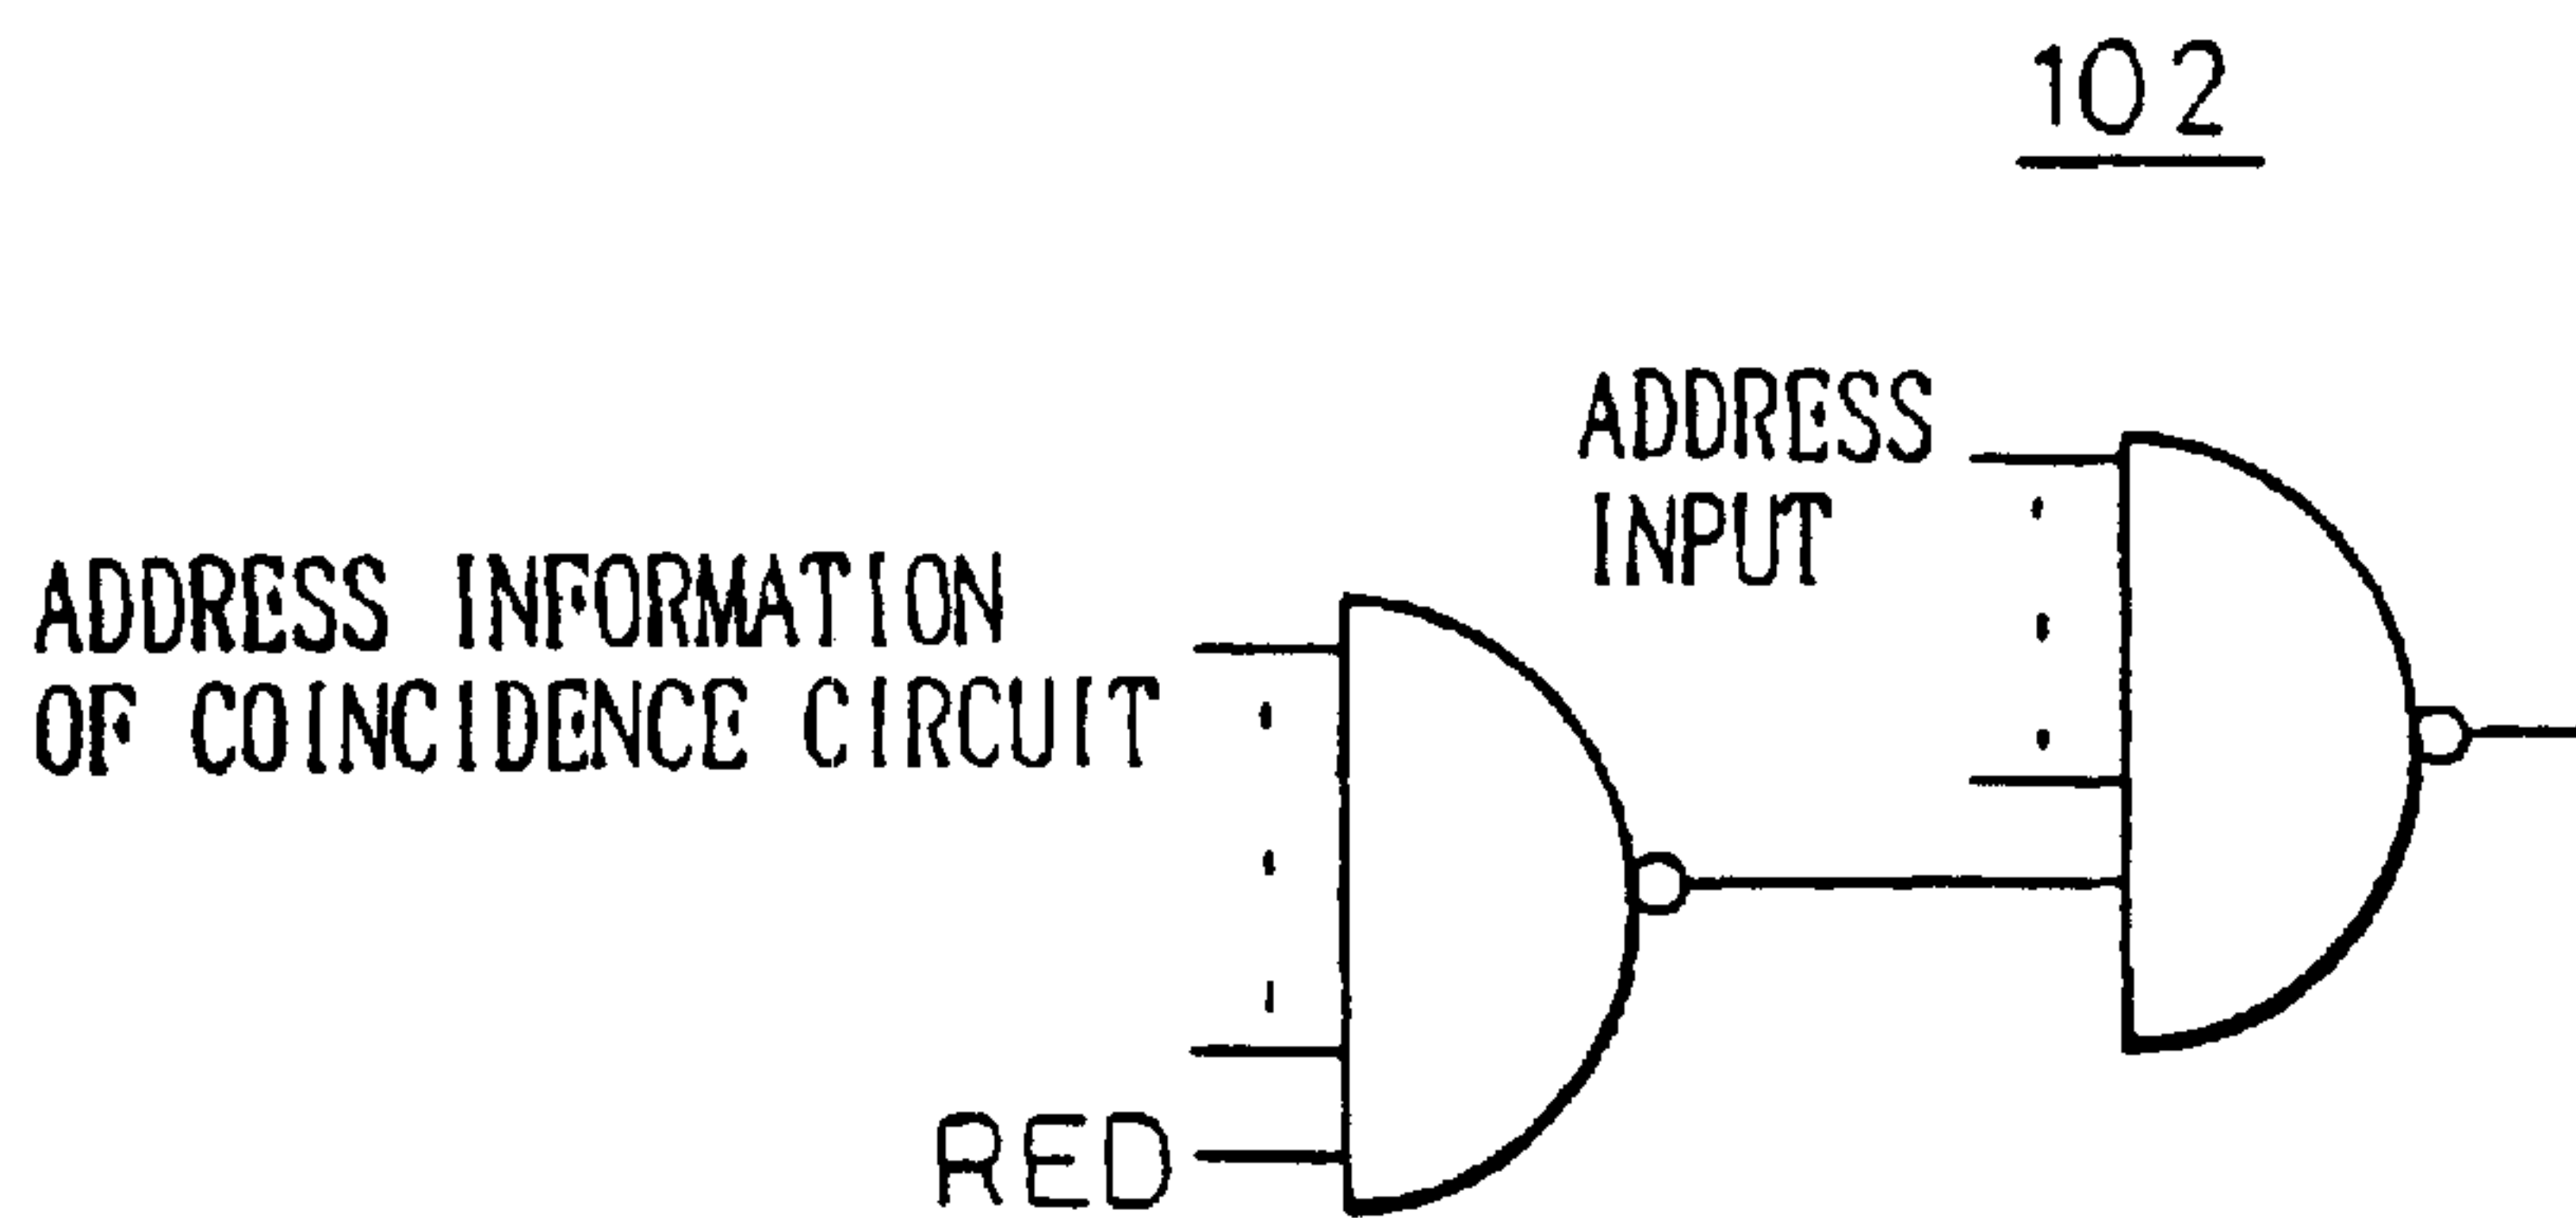 102
ADDRESS
INPUT
ADDRESS INFORMATION
OF COINCIDENCE CIRCUIT
RED